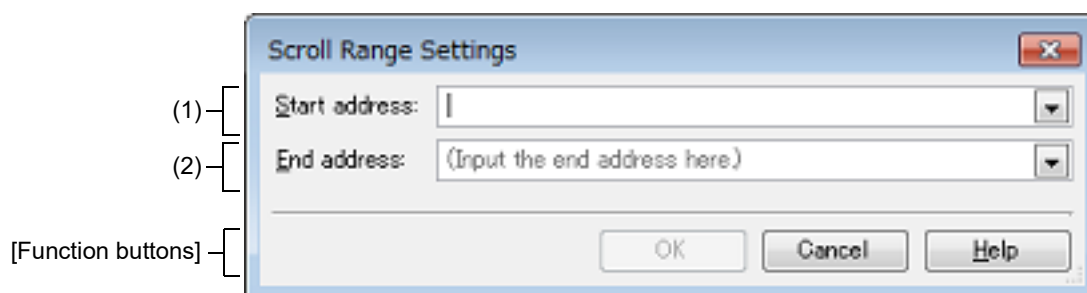 Scroll Range Settings
(1) Start address:
(2) End address: (Input the end address here.)
[Function buttons] OK Cancel Help